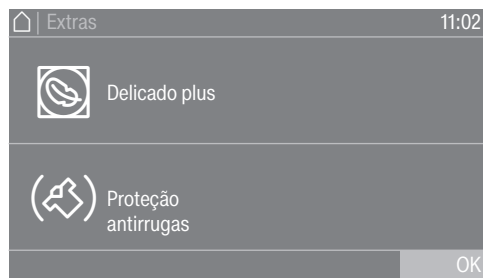 | Extras
11:02
Delicado plus
Proteção
antirrugas
OK